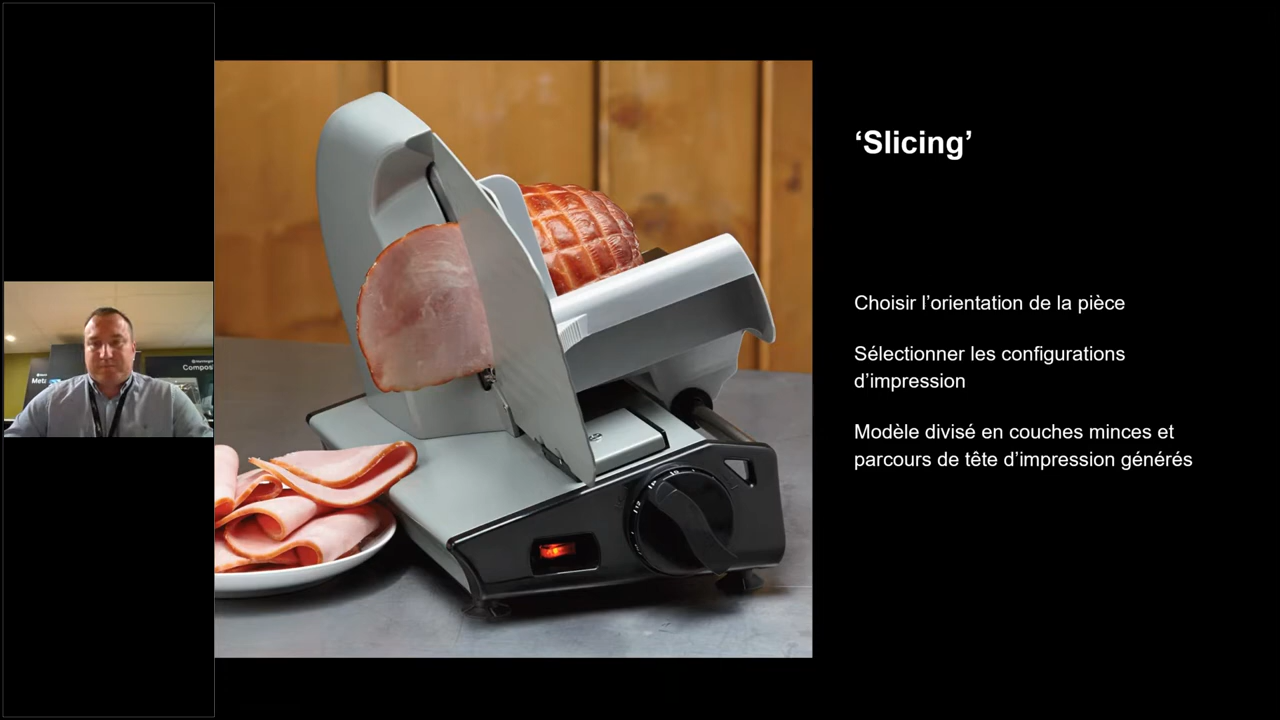 ‘Slicing’
Choisir l’orientation de la pièce
Sélectionner les configurations
d’impression
Modèle divisé en couches minces et
parcours de tête d’impression générés